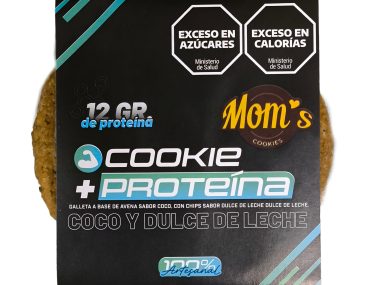 EXCESO EN
AZÚCARES
Ministerio
de Salud
EXCESO EN
CALORÍAS
Ministerio
de Salud
12 GR
de proteína
Mom's
COOKIES
COOKIE
+ PROTEÍNA
GALLETA A BASE DE AVENA SABOR COCO, CON CHIPS SABOR DULCE DE LECHE DULCE DE LECHE.
COCO Y DULCE DE LECHE
100%
Artesanal